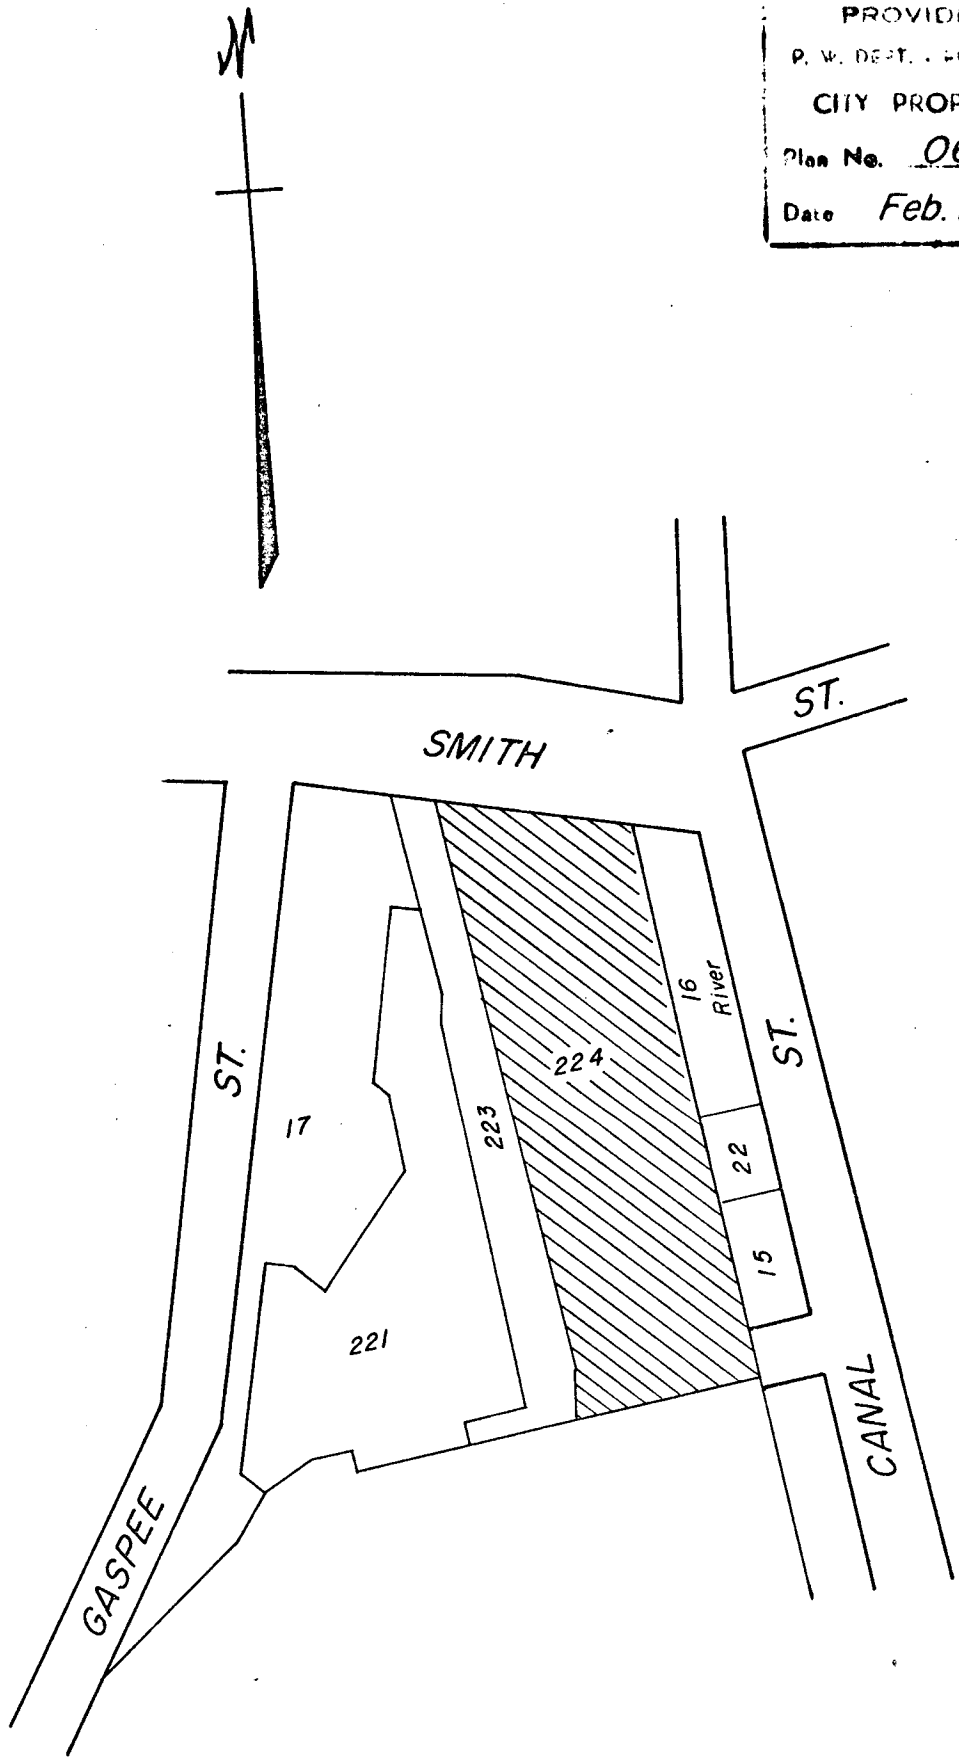 N
PROVID
P. W. DEPT.
CITY PROP
Plan No. 06
Date Feb.
ST.
SMITH
16
River
224
ST.
ST.
223
17
22
15
221
CANAL
GASPEE